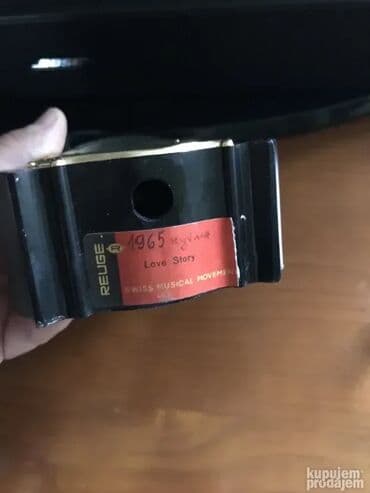 REUGE R
1965
Love Story
SWISS MUSICAL MOVEMENT
kupujem
prodajem